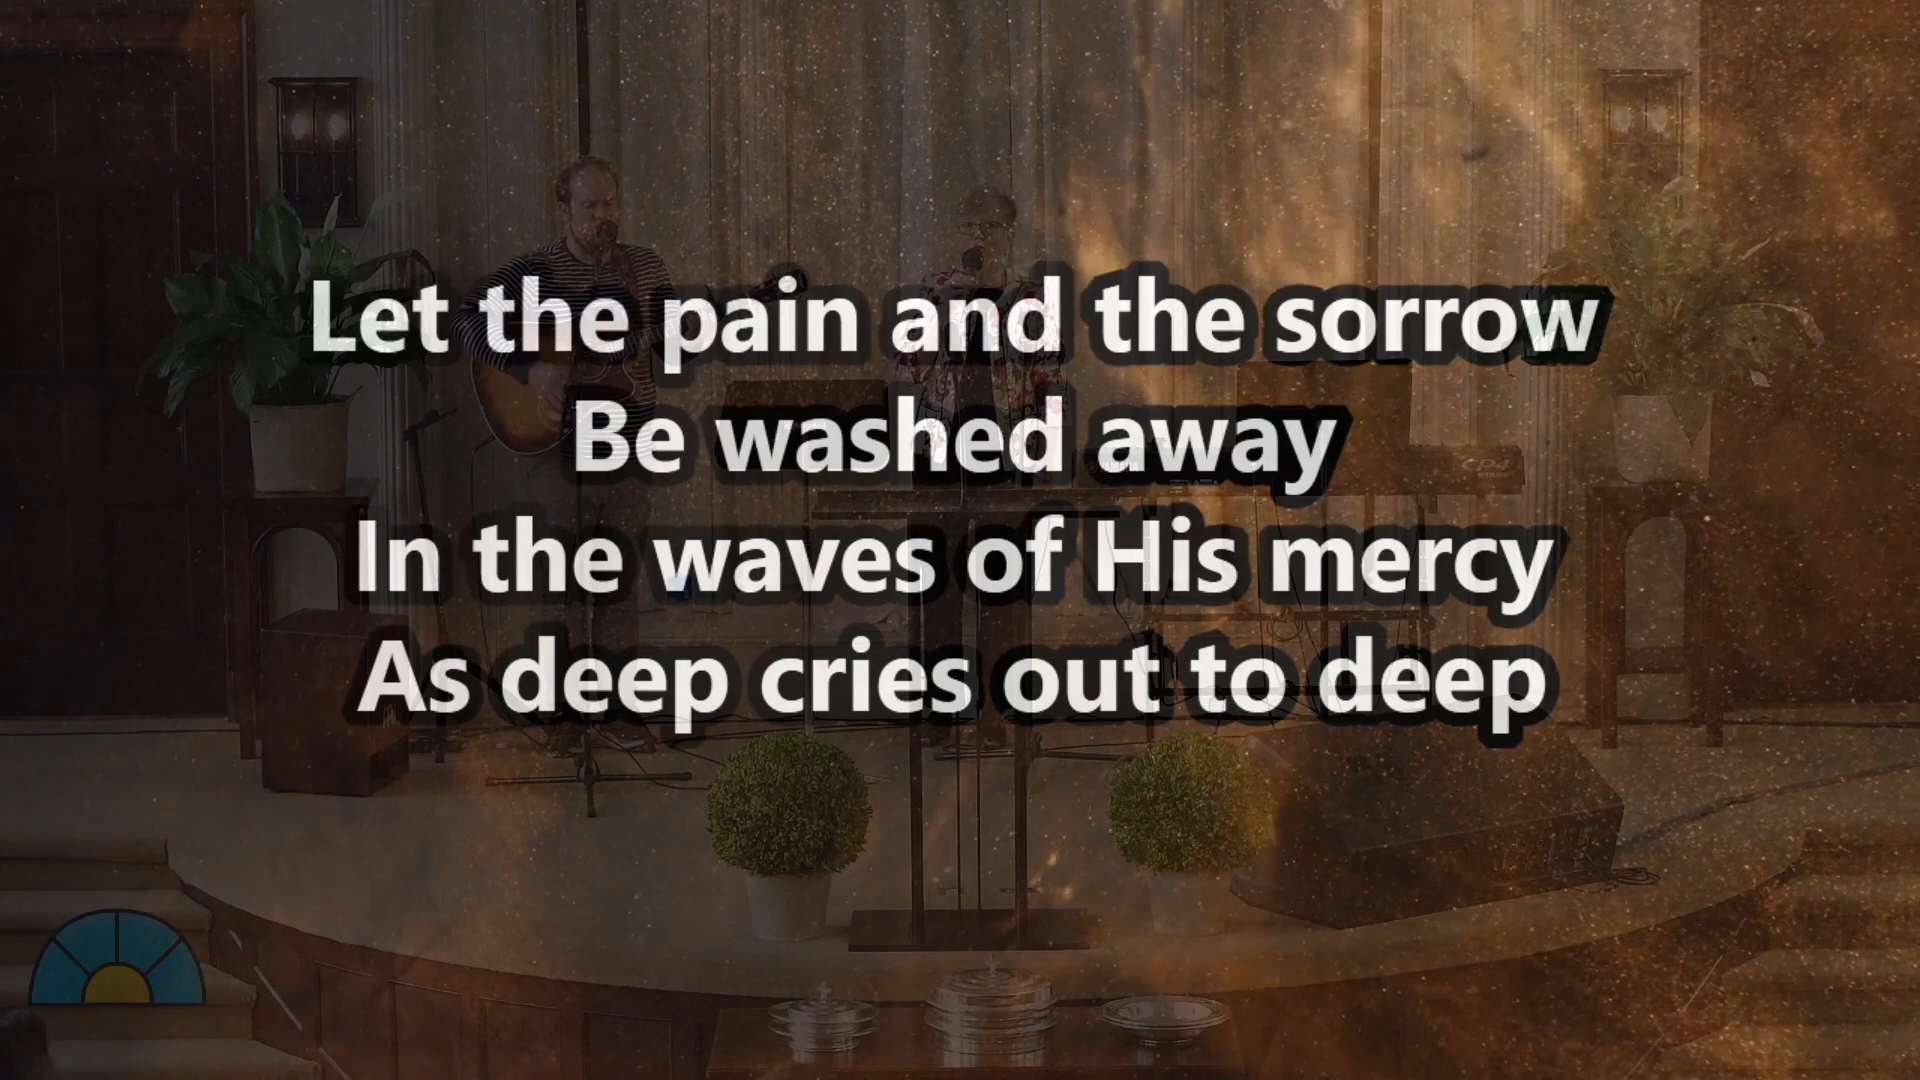 Let the pain and the sorrow
Be washed away
In the waves of His mercy
As deep cries out to deep
CP4